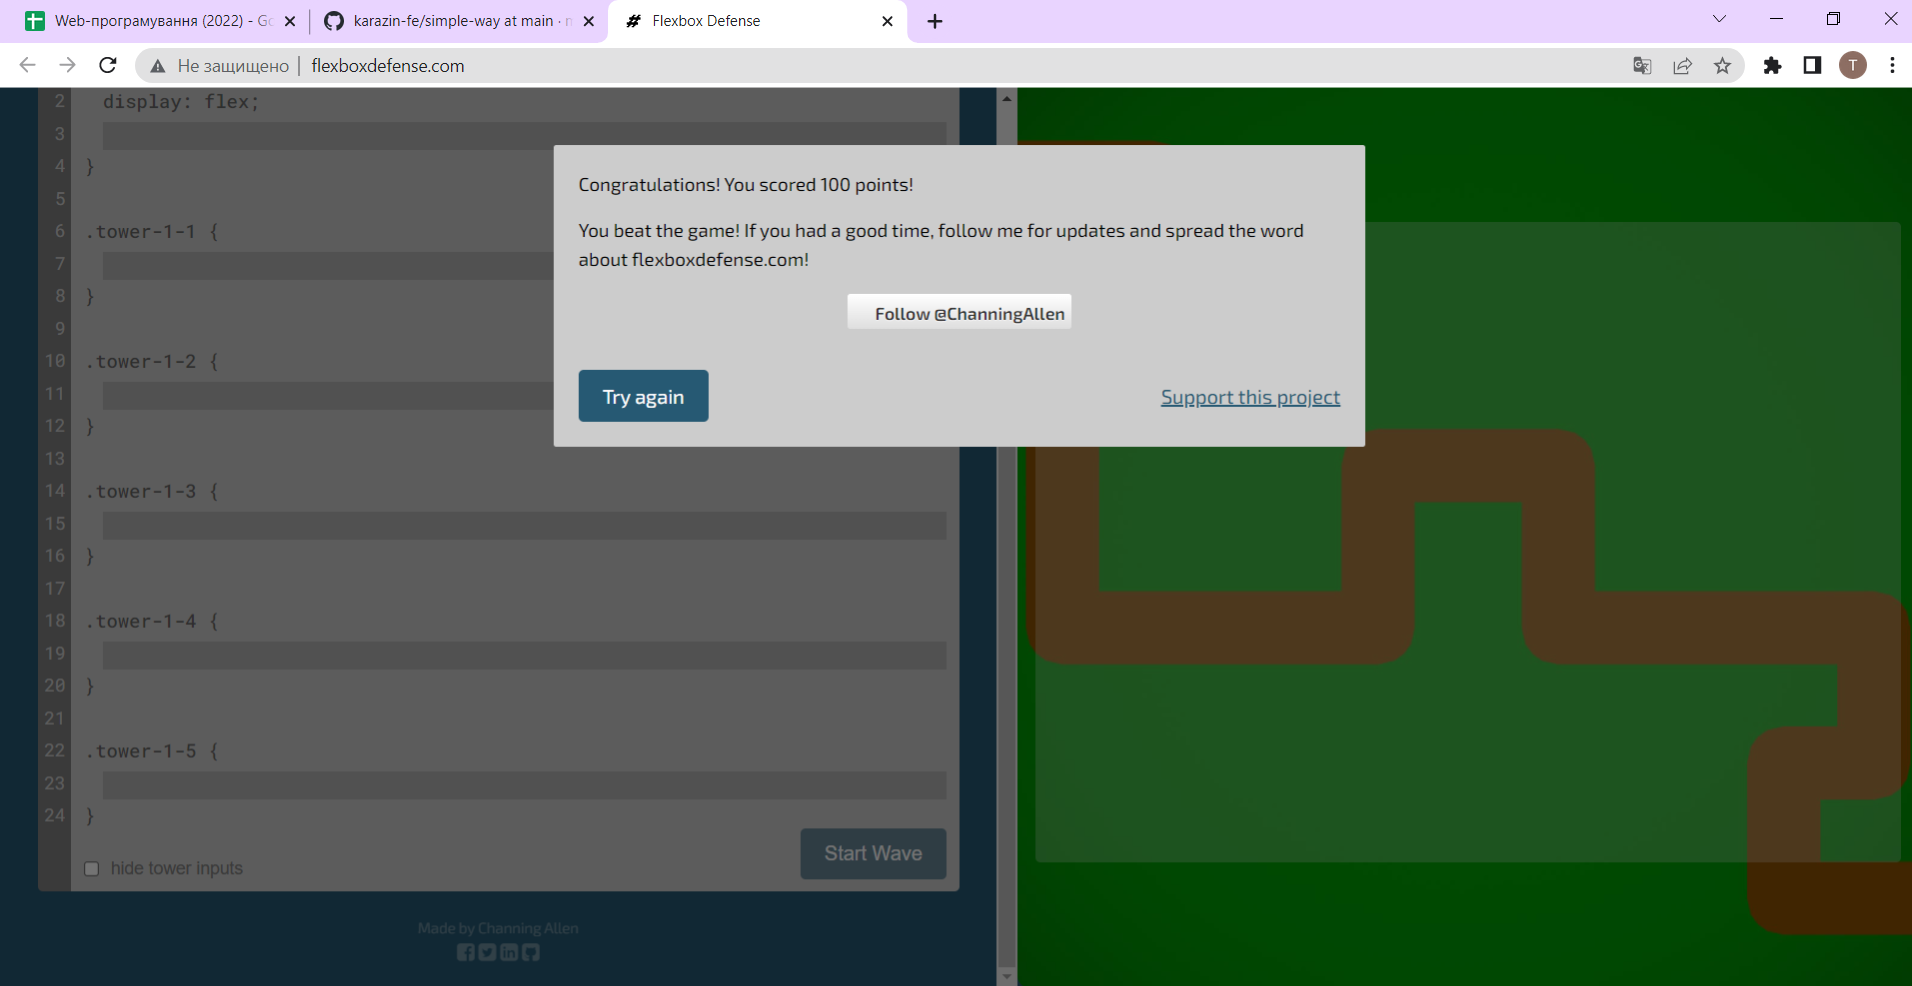 Web-програмування (2022) - Go
karazin-fe/simple-way at main ·
Flexbox Defense
Не защищено
flexboxdefense.com
T
2 display: flex;
3
4 }
5
6 .tower-1-1 {
7
8 }
9
10 .tower-1-2 {
11
12 }
13
14 .tower-1-3 {
15
16 }
17
18 .tower-1-4 {
19
20 }
21
22 .tower-1-5 {
23
24 }
hide tower inputs
Start Wave
Made by Channing Allen
Congratulations! You scored 100 points!
You beat the game! If you had a good time, follow me for updates and spread the word
about flexboxdefense.com!
Follow @ChanningAllen
Try again
Support this project